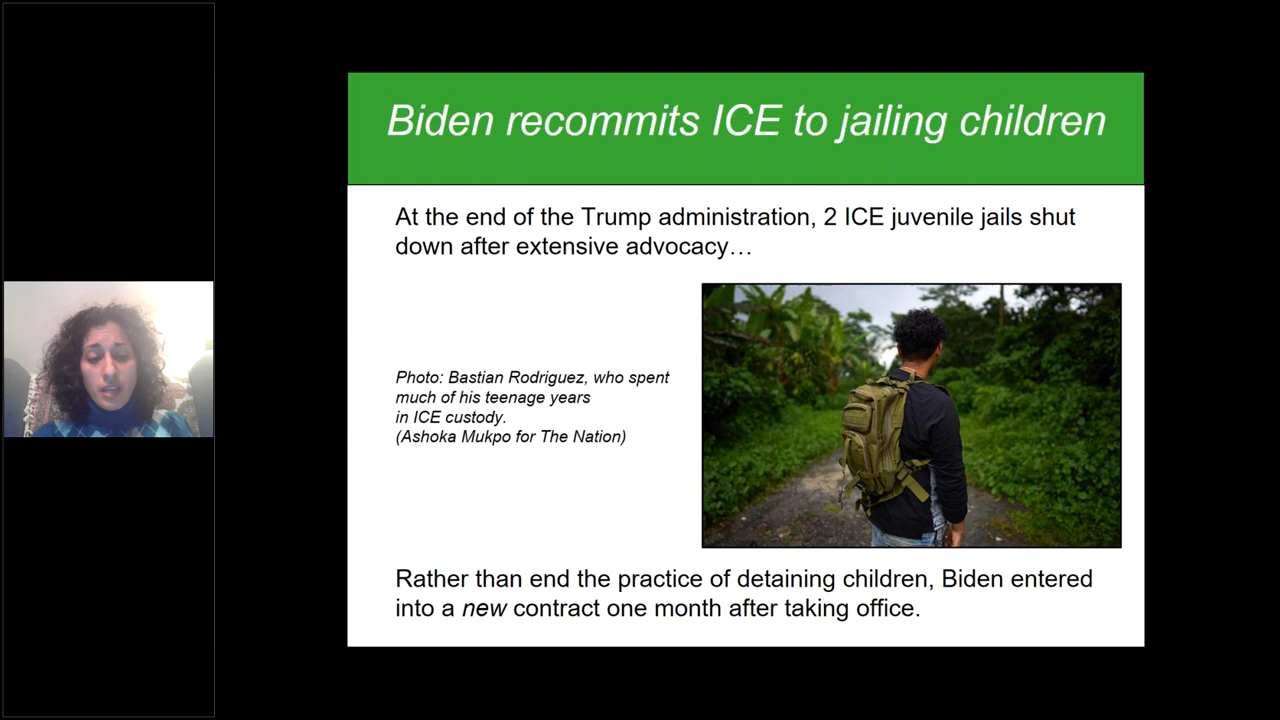 Biden recommits ICE to jailing children
At the end of the Trump administration, 2 ICE juvenile jails shut
down after extensive advocacy…
Photo: Bastian Rodriguez, who spent
much of his teenage years
in ICE custody.
(Ashoka Mukpo for The Nation)
Rather than end the practice of detaining children, Biden entered
into a new contract one month after taking office.